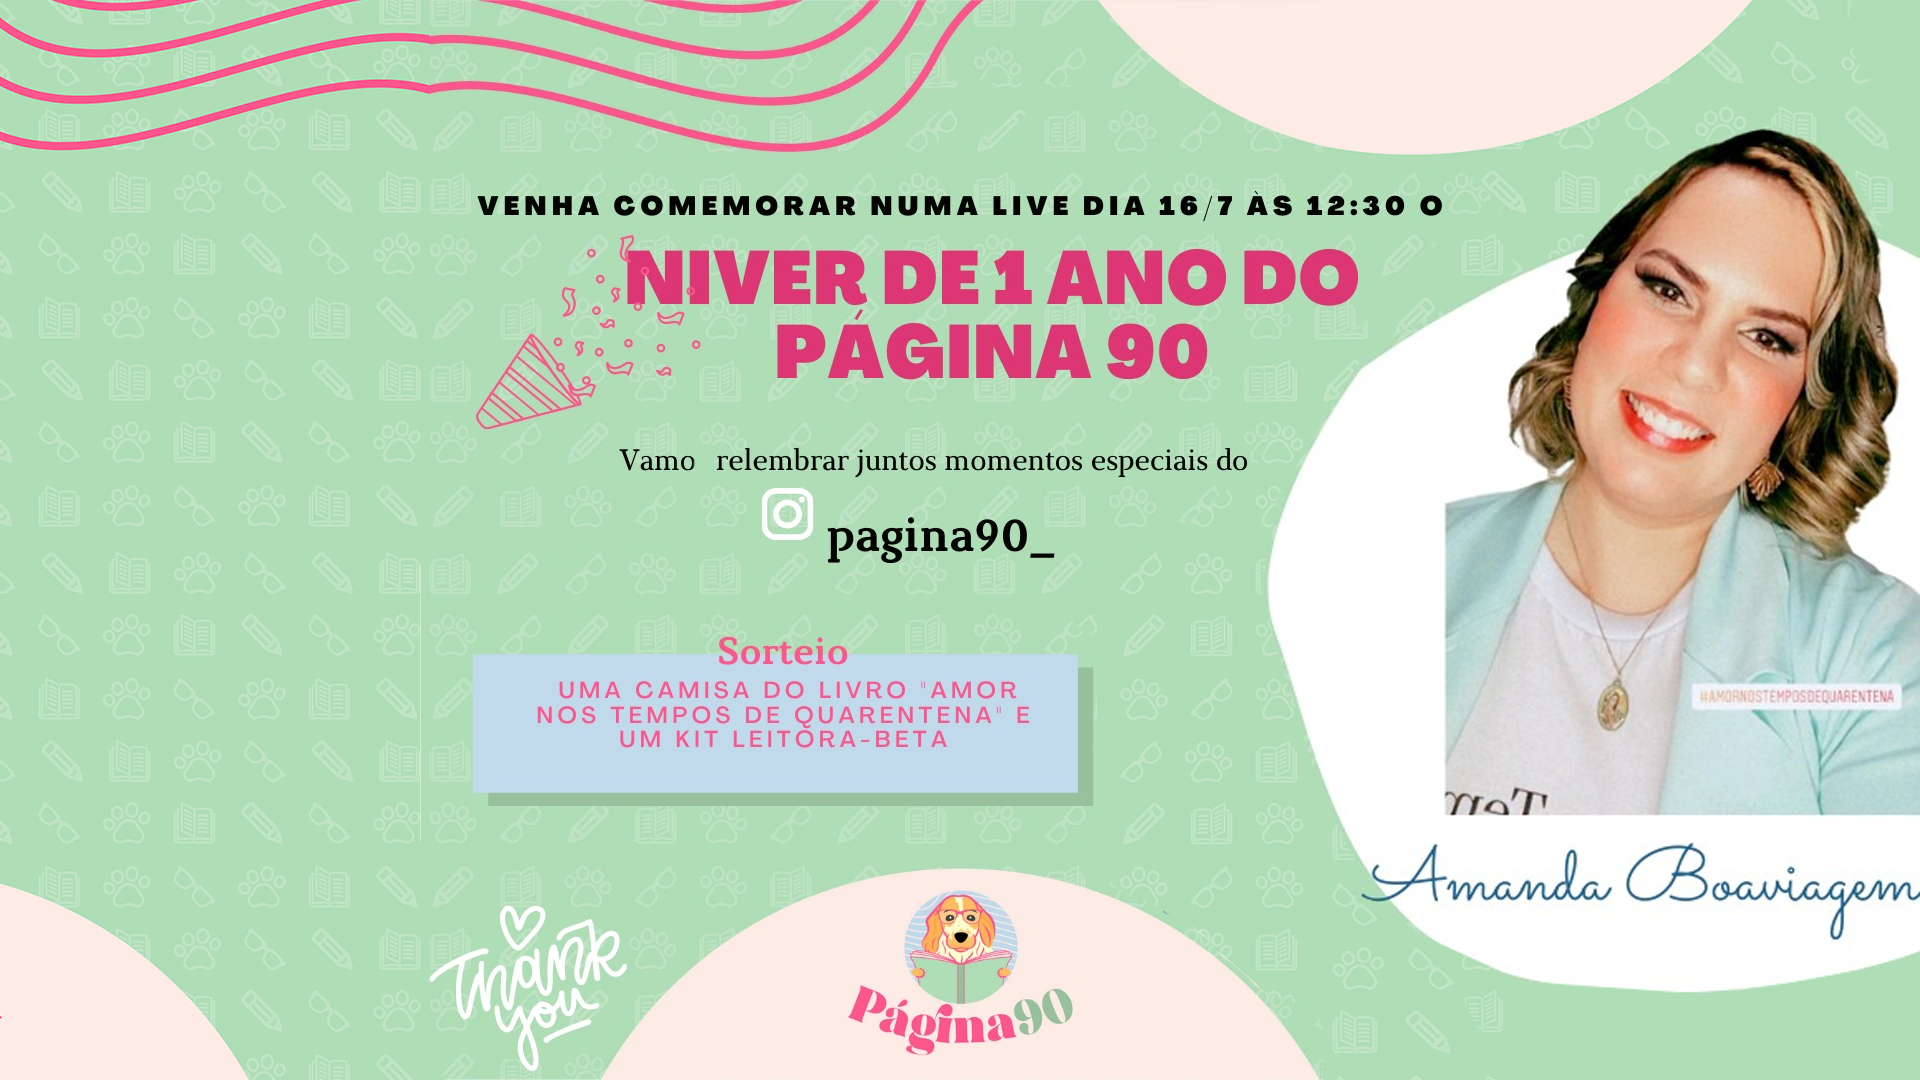 VENHA COMEMORAR NUMA LIVE DIA 16/7 ÀS 12:30 O
NIVER DE 1 ANO DO
PÁGINA 90
Vamo relembrar juntos momentos especiais do
pagina90_
Sorteio
UMA CAMISA DO LIVRO "AMOR
NOS TEMPOS DE QUARENTENA" E
UM KIT LEITORA-BETA
#AMORNOSTEMPOSDEQUARENTENA
Amanda Boaviagem
Thank
you
Página90